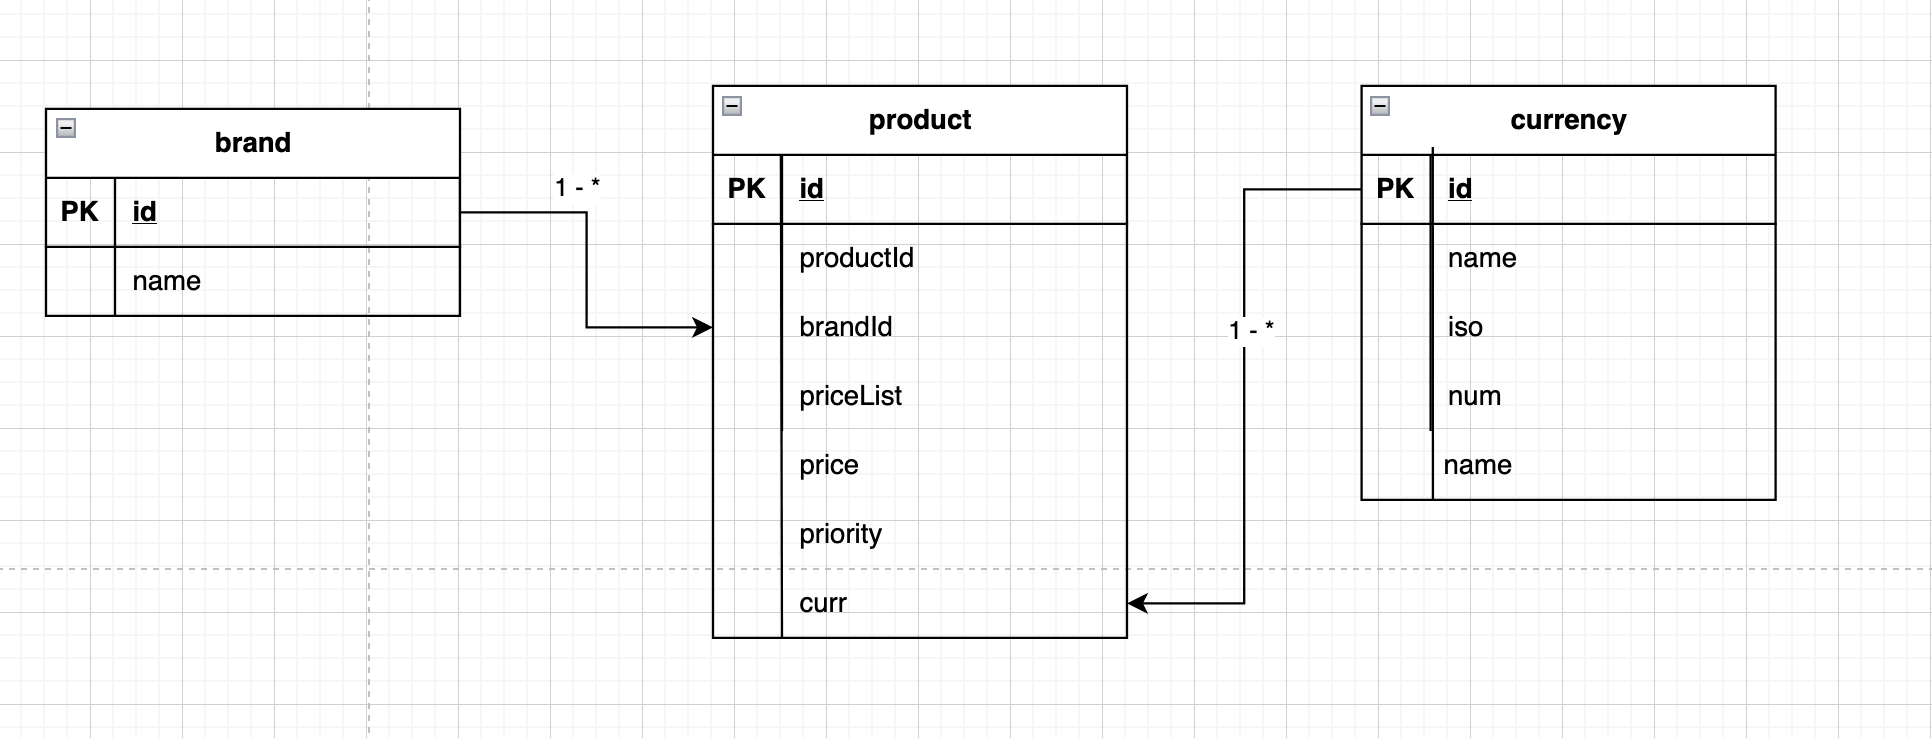 brand
PK id
name
1 - *
product
PK id
productId
brandId
priceList
price
priority
curr
1 - *
currency
PK id
name
iso
num
name